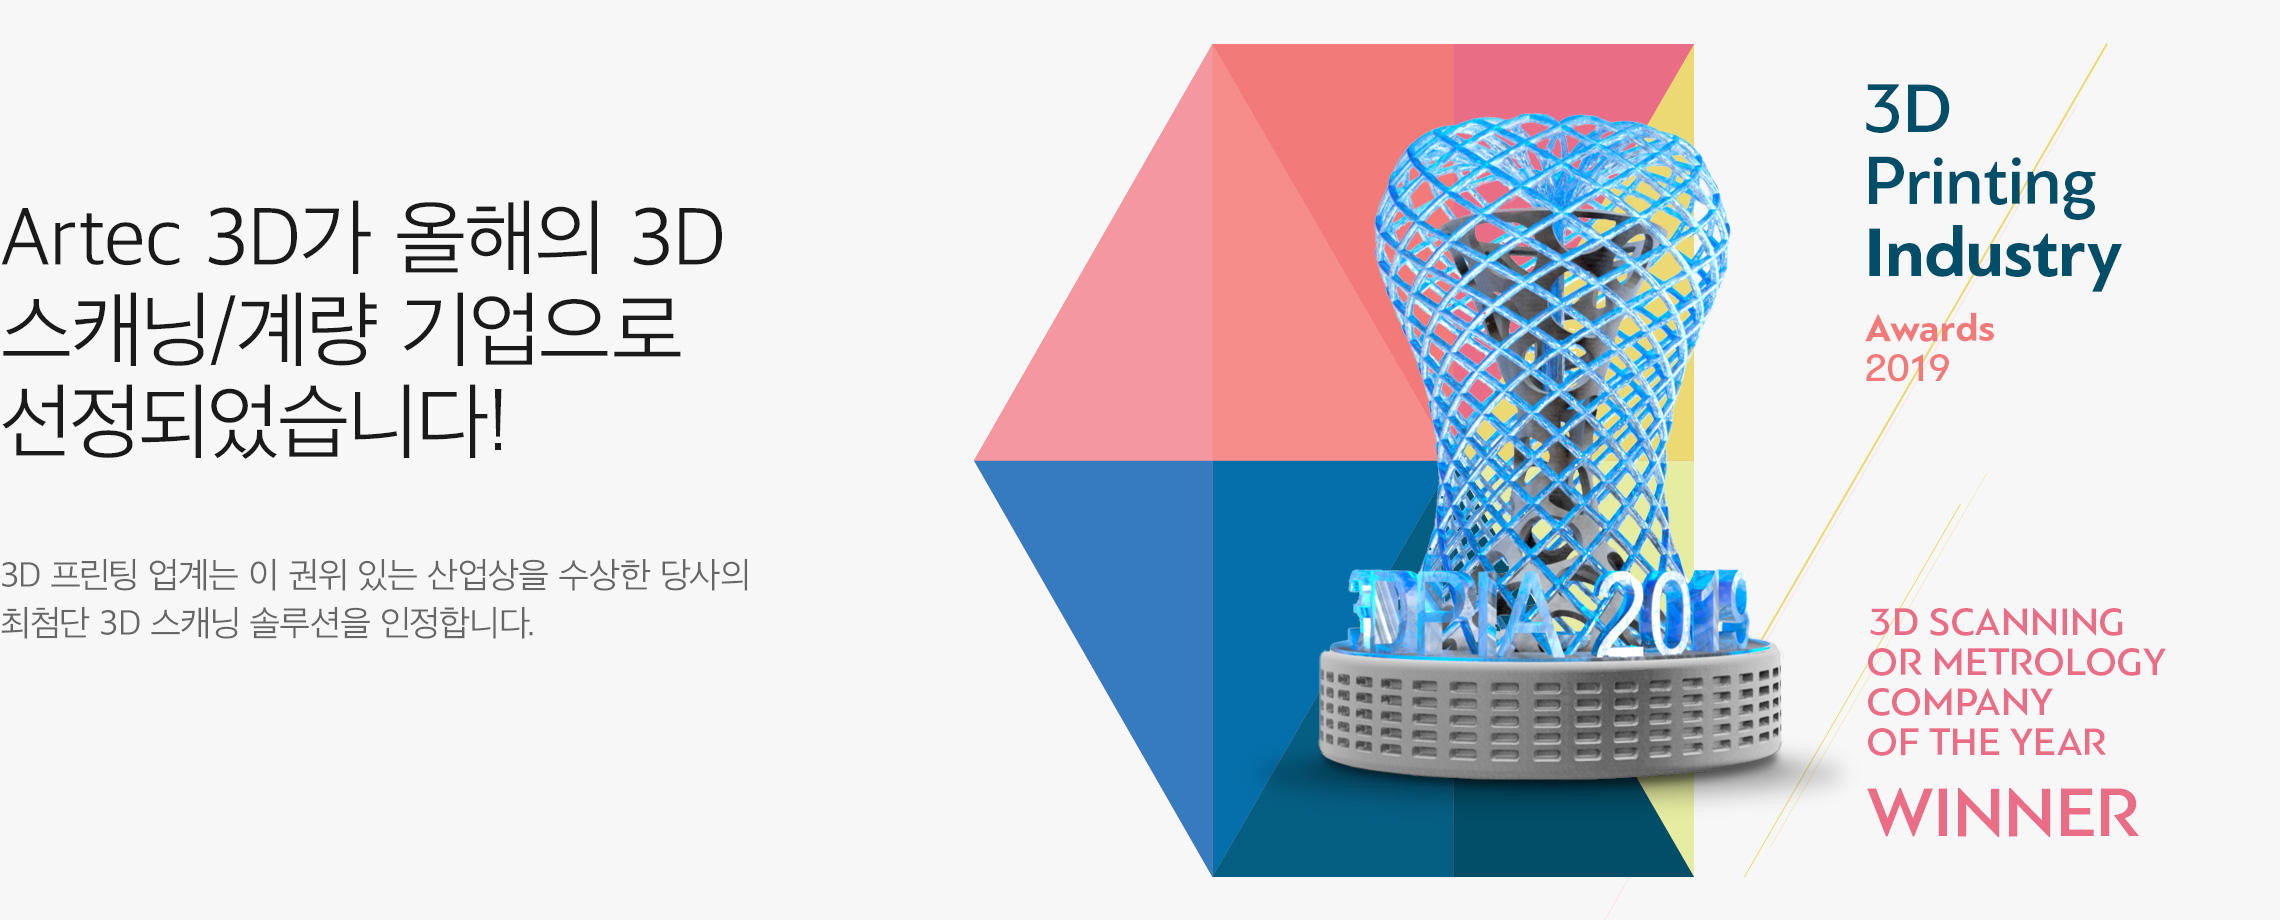 Artec 3D가 올해의 3D
스캐닝/계량 기업으로
선정되었습니다!
3D 프린팅 업계는 이 권위 있는 산업상을 수상한 당사의
최첨단 3D 스캐닝 솔루션을 인정합니다.
3DPIA 2019
3D
Printing
Industry
Awards
2019
3D SCANNING
OR METROLOGY
COMPANY
OF THE YEAR
WINNER